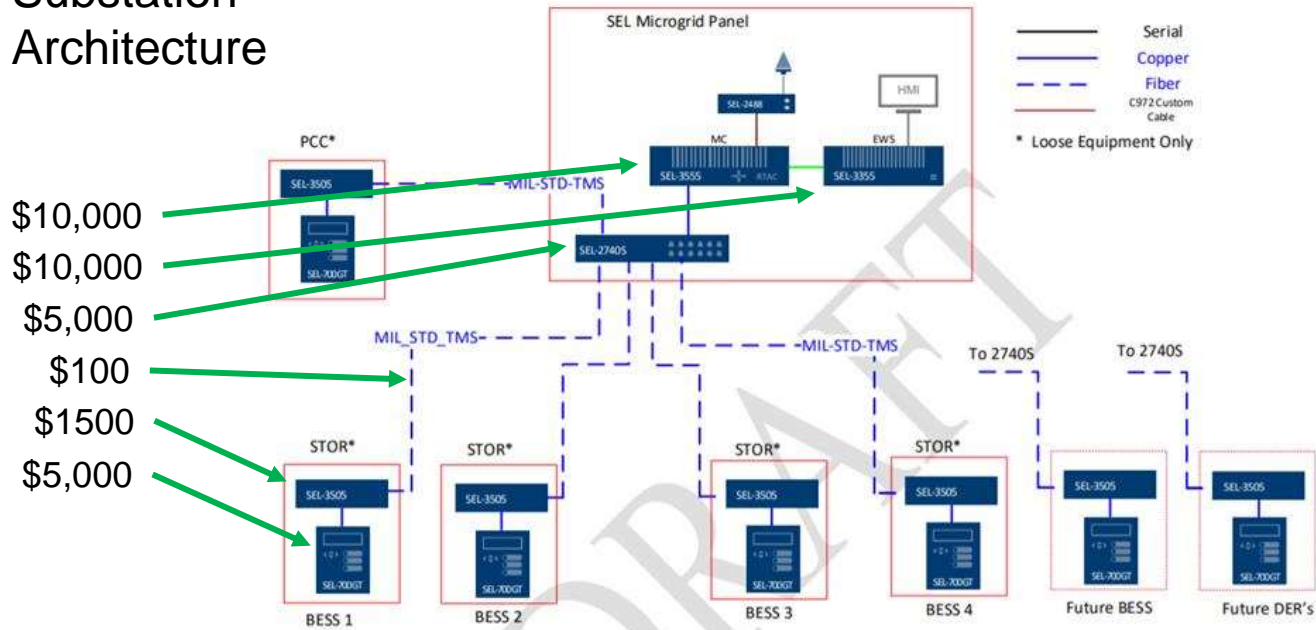 Substation
Architecture
SEL Microgrid Panel
Serial
Copper
Fiber
C972 Custom
Cable
* Loose Equipment Only
SEL-2488
HMI
MC
EWS
SEL-3555
RTAC
SEL-3355
PCC*
SEL-3505
SEL-700GT
MIL-STD-TMS
SEL-2740S
$10,000
$10,000
$5,000
$100
$1500
$5,000
MIL_STD_TMS
MIL-STD-TMS
To 2740S
To 2740S
STOR*
STOR*
STOR*
STOR*
SEL-3505
SEL-3505
SEL-3505
SEL-3505
SEL-3505
SEL-3505
SEL-700GT
SEL-700GT
SEL-700GT
SEL-700GT
SEL-700GT
SEL-700GT
BESS 1
BESS 2
BESS 3
BESS 4
Future BESS
Future DER's
DRAFT